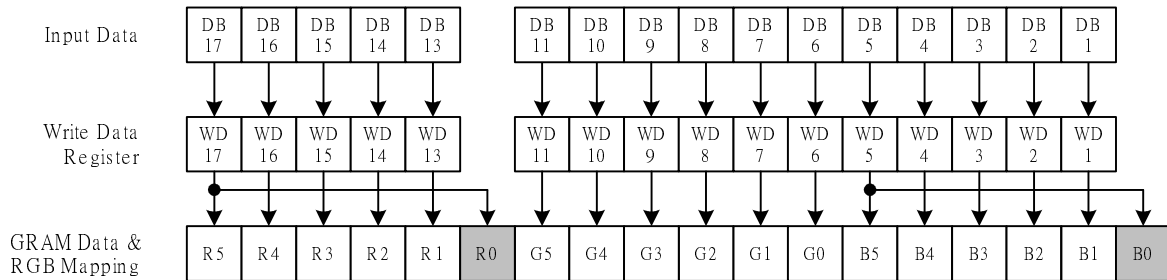 Input Data
DB DB DB DB DB DB DB DB DB DB DB DB DB DB DB DB
17 16 15 14 13 11 10 9 8 7 6 5 4 3 2 1
Write Data
Register
WD WD WD WD WD WD WD WD WD WD WD WD WD WD WD WD
17 16 15 14 13 11 10 9 8 7 6 5 4 3 2 1
GRAM Data &
RGB Mapping
R5 R4 R3 R2 R1 R0 G5 G4 G3 G2 G1 G0 B5 B4 B3 B2 B1 B0